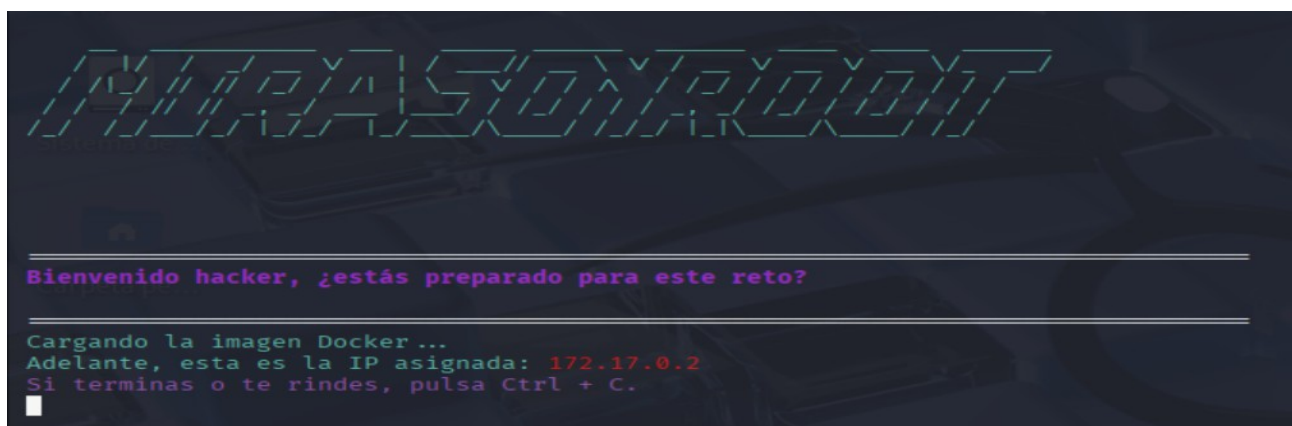 MIRASOYROOT
Bienvenido hacker, ¿estás preparado para este reto?
Cargando la imagen Docker...
Adelante, esta es la IP asignada: 172.17.0.2
Si terminas o te rindes, pulsa Ctrl + C.